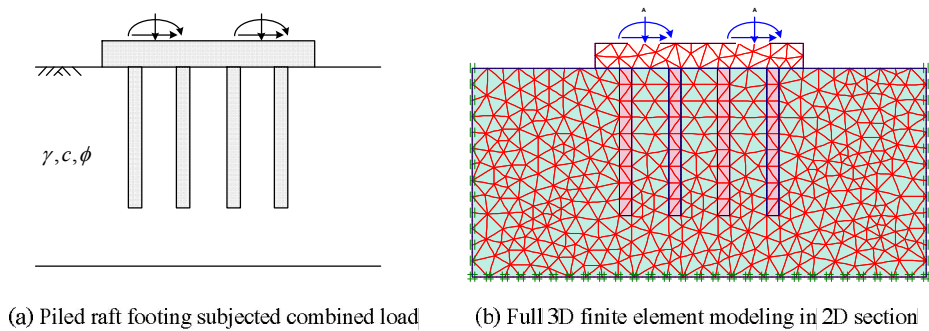 A A
γ, c, ϕ
(a) Piled raft footing subjected combined load
(b) Full 3D finite element modeling in 2D section